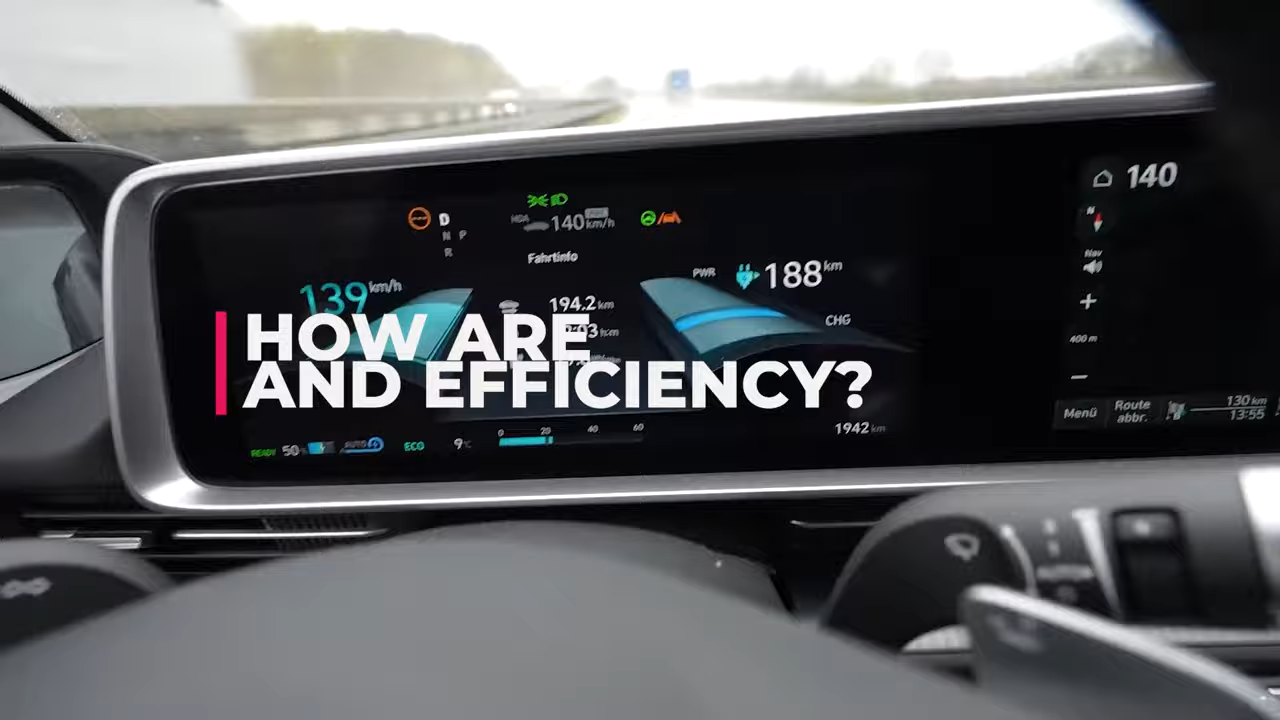 140
D
HDA 140 km/h
N P
R
Fahrtinfo
PWR
188 km
139 km/h
194.2 km
CHG
HOW ARE
AND EFFICIENCY?
N
Nav
+
400 m
−
Menü
Route
abbr.
130 km
13:55
1942 km
READY 50
AUTO
ECO
9°C
0 20 40 60